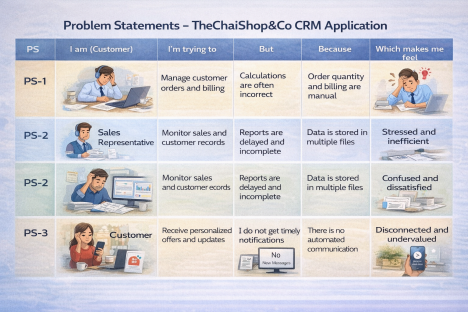 Problem Statements – TheChaiShop&Co CRM Application
PS
I am (Customer)
I'm trying to
But
Because
Which makes me
feel
PS-1
Manage customer
orders and billing
Calculations
are often
incorrect
Order quantity
and billing are
manual
PS-2
Sales
Representative
Monitor sales and
customer records
Reports are
delayed and
incomplete
Data is stored in
multiple files
Stressed and
inefficient
PS-2
Monitor sales
and customer ecords
Reports are
delayed and
incomplete
Data is stored
in multiple files
Confused and
dissatified
PS-3
Customer
Receive personalized
offers and updates
I do not get timely
notifications
No
New Messages
There is no
automated
communication
Disconnected and
undervalued